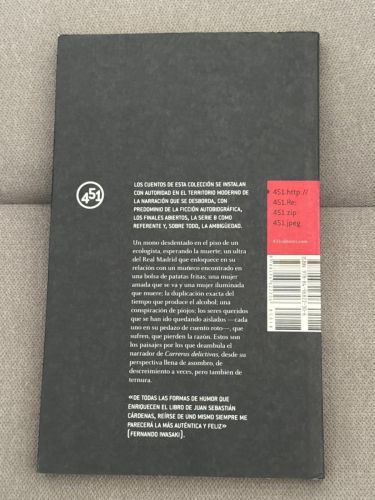 451
LOS CUENTOS DE ESTA COLECCIÓN SE INSTALAN
CON AUTORIDAD EN EL TERRITORIO MODERNO DE
LA NARRACIÓN QUE SE DESBORDA, CON
PREDOMINIO DE LA FICCIÓN AUTOBIOGRÁFICA,
LOS FINALES ABIERTOS, LA SERIE B COMO
REFERENTE Y, SOBRE TODO, LA AMBIGÜEDAD.
Un mono desdentado en el piso de un
ecologista, esperando la muerte; un ultra
del Real Madrid que enloquece en su
relación con un muñeco encontrado en
una bolsa de patatas fritas; una mujer
amada que se va y una mujer iluminada
que muere; la duplicación exacta del
tiempo que produce el alcohol; una
conspiración de piojos; los seres queridos
que se han ido quedando aislados —cada
uno en su pedazo de cuento roto—, que
sufren, que pierden la razón. Estos son
los paisajes por los que deambula el
narrador de Carreras delictivas, desde su
perspectiva llena de asombro, de
descreimiento a veces, pero también de
ternura.
«DE TODAS LAS FORMAS DE HUMOR QUE
ENRIQUECEN EL LIBRO DE JUAN SEBASTIÁN
CÁRDENAS, REÍRSE DE UNO MISMO SIEMPRE ME
PARECERÁ LA MÁS AUTÉNTICA Y FELIZ»
[FERNANDO IWASAKI].
451.http://
451.Re:
451.zip
451.jpeg